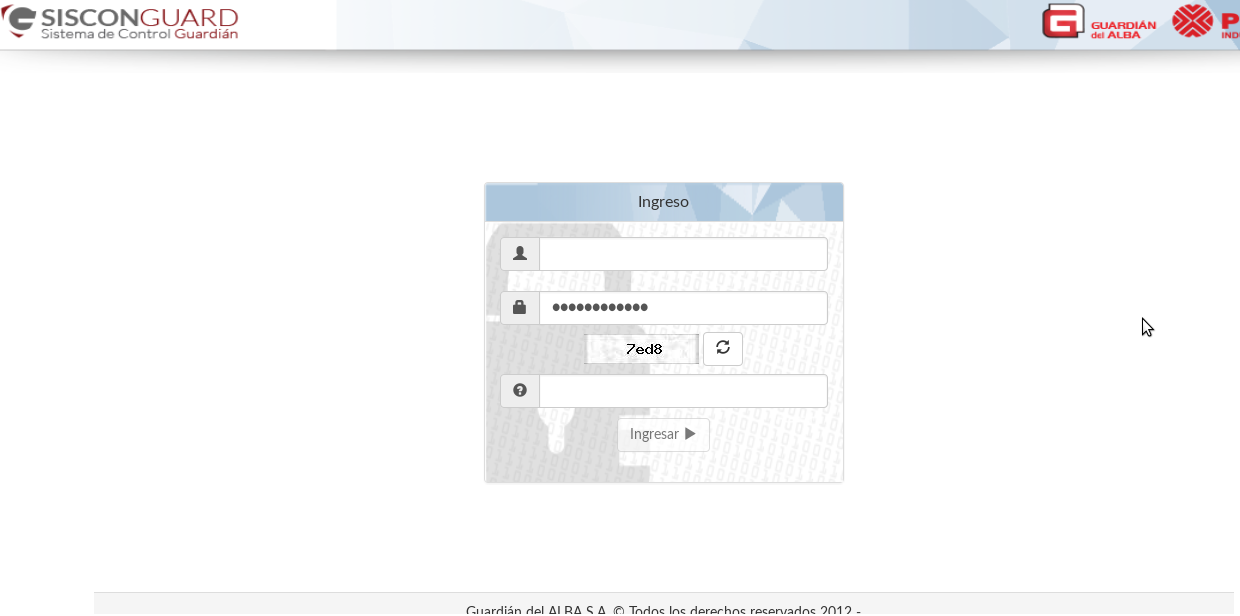 SISCONGUARD
Sistema de Control Guardián
GUARDIÁN
del ALBA
Ingreso
••••••••••••
7ed8
Ingresar
Guardián del ALBA S.A. © Todos los derechos reservados 2012 -